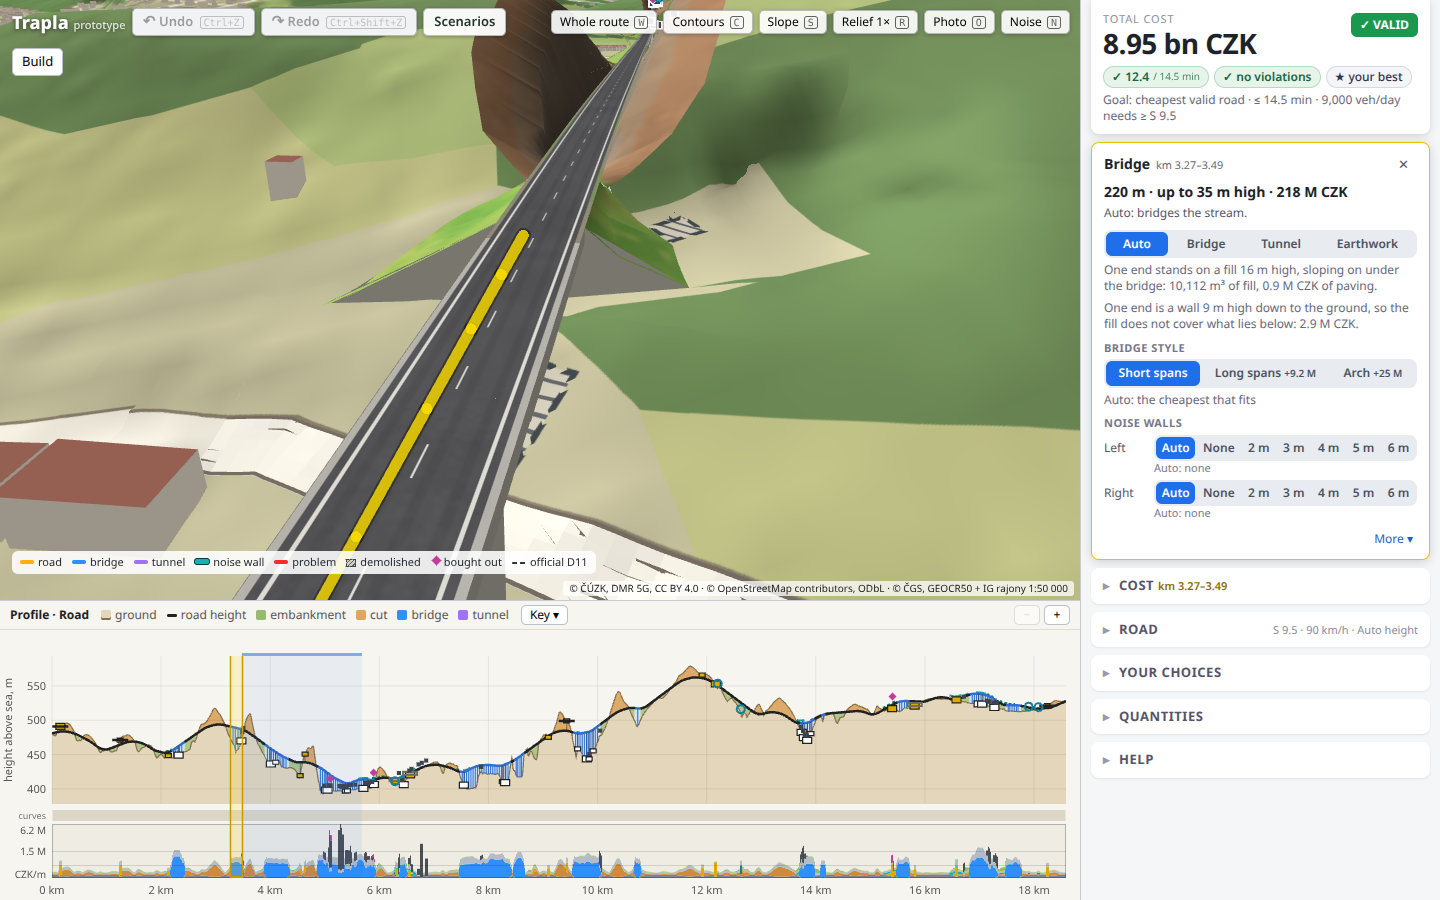 Trapla prototype
↶ Undo Ctrl+Z
↷ Redo Ctrl+Shift+Z
Scenarios
Whole route W
Contours C
Slope S
Relief 1× R
Photo O
Noise N
Build
road
bridge
tunnel
noise wall
problem
demolished
bought out
official D11
© ČÚZK, DMR 5G, CC BY 4.0 · © OpenStreetMap contributors, ODbL · © ČGS, GEOCR50 + IG rajony 1:50 000
Profile · Road
ground
road height
embankment
cut
bridge
tunnel
Key ▾
−
+
height above sea, m
550
500
450
400
curves
6.2 M
1.5 M
CZK/m
0 km
2 km
4 km
6 km
8 km
10 km
12 km
14 km
16 km
18 km
TOTAL COST
8.95 bn CZK
✓ VALID
✓ 12.4 / 14.5 min
✓ no violations
★ your best
Goal: cheapest valid road · ≤ 14.5 min · 9,000 veh/day
needs ≥ S 9.5
Bridge km 3.27–3.49
✕
220 m · up to 35 m high · 218 M CZK
Auto: bridges the stream.
Auto
Bridge
Tunnel
Earthwork
One end stands on a fill 16 m high, sloping on under
the bridge: 10,112 m³ of fill, 0.9 M CZK of paving.
One end is a wall 9 m high down to the ground, so the
fill does not cover what lies below: 2.9 M CZK.
BRIDGE STYLE
Short spans
Long spans +9.2 M
Arch +25 M
Auto: the cheapest that fits
NOISE WALLS
Left
Auto
None
2 m
3 m
4 m
5 m
6 m
Auto: none
Right
Auto
None
2 m
3 m
4 m
5 m
6 m
Auto: none
More ▾
▶ COST km 3.27–3.49
▶ ROAD
S 9.5 · 90 km/h · Auto height
▶ YOUR CHOICES
▶ QUANTITIES
▶ HELP